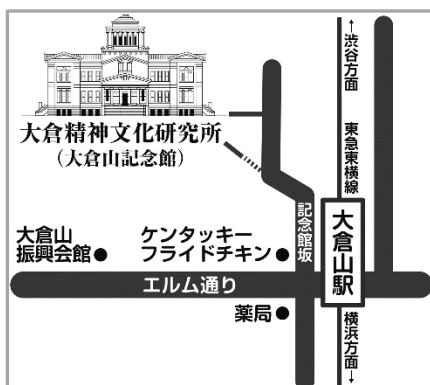 大倉精神文化研究所
(大倉山記念館)
←渋谷方面
東急東横線
大倉山駅
横浜方面→
記念館坂
大倉山
振興会館
ケンタッキー
フライドチキン
エルム通り
薬局